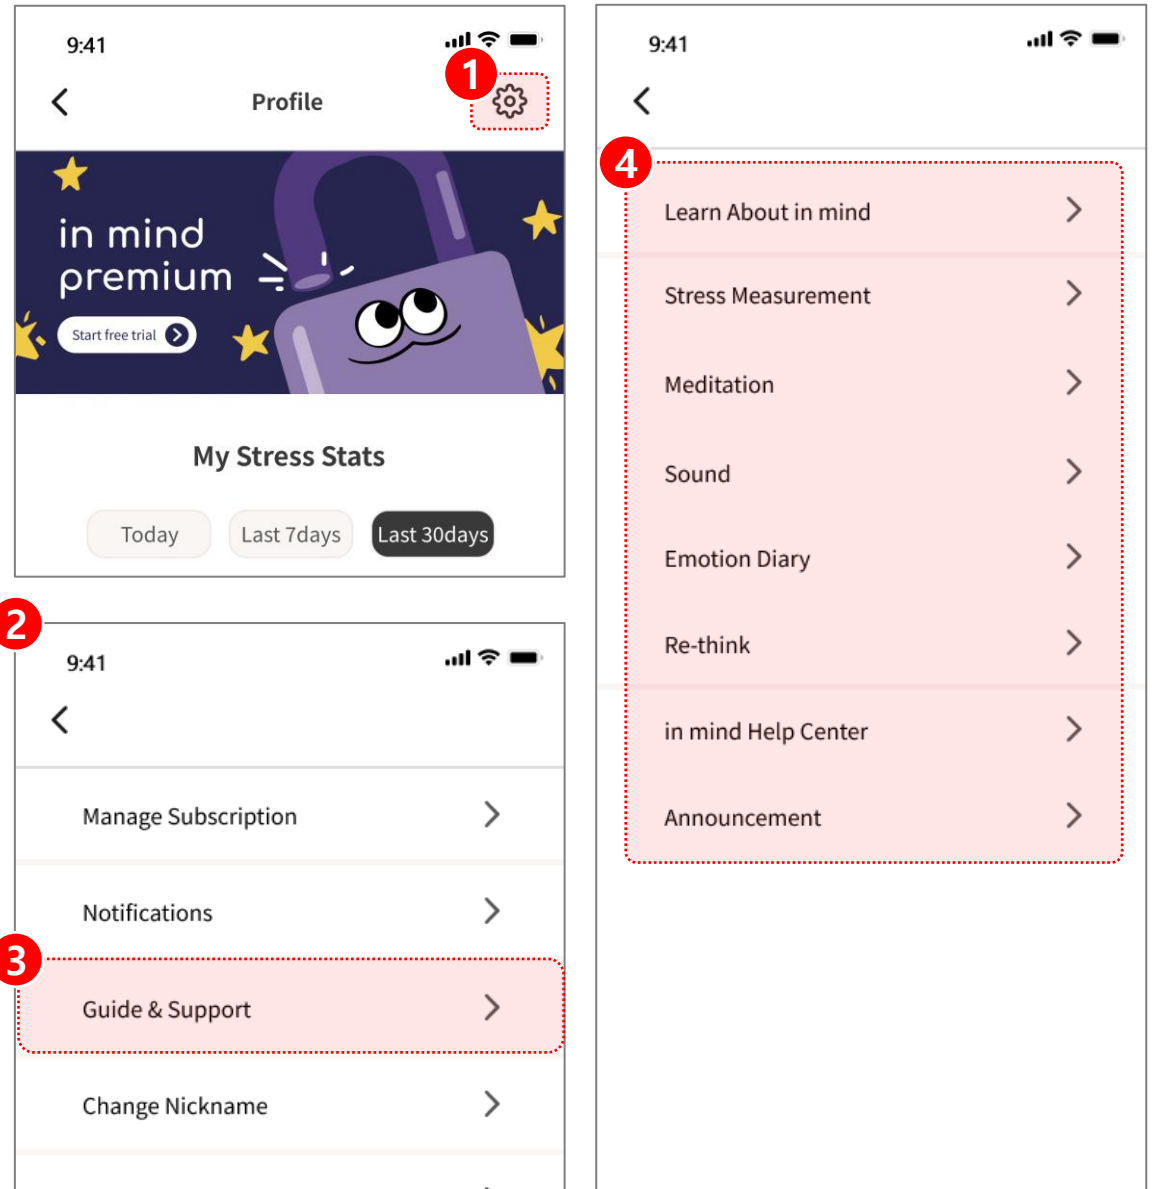 9:41
1
Profile
in mind
premium
Start free trial
My Stress Stats
Today
Last 7days
Last 30days
2
9:41
Manage Subscription
Notifications
3
Guide & Support
Change Nickname
9:41
4
Learn About in mind
Stress Measurement
Meditation
Sound
Emotion Diary
Re-think
in mind Help Center
Announcement